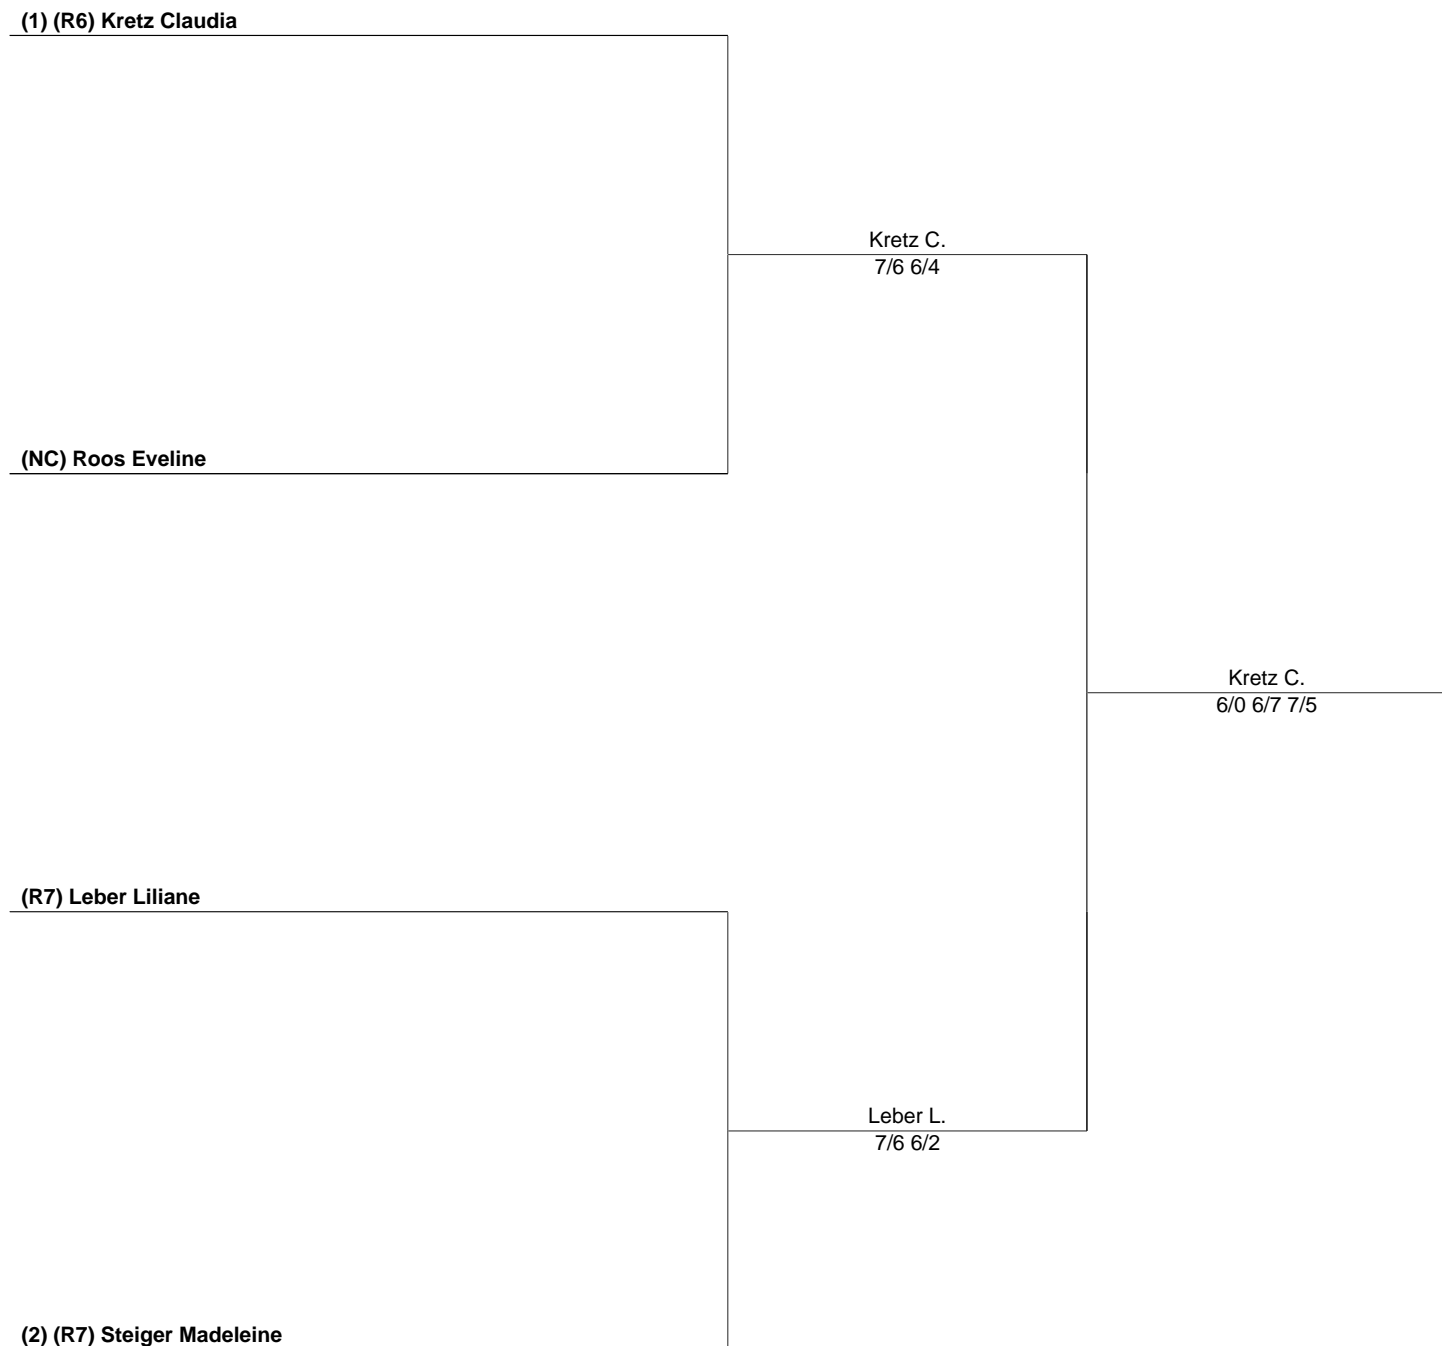 (1) (R6) Kretz Claudia
Kretz C.
7/6 6/4
(NC) Roos Eveline
Kretz C.
6/0 6/7 7/5
(R7) Leber Liliane
Leber L.
7/6 6/2
(2) (R7) Steiger Madeleine